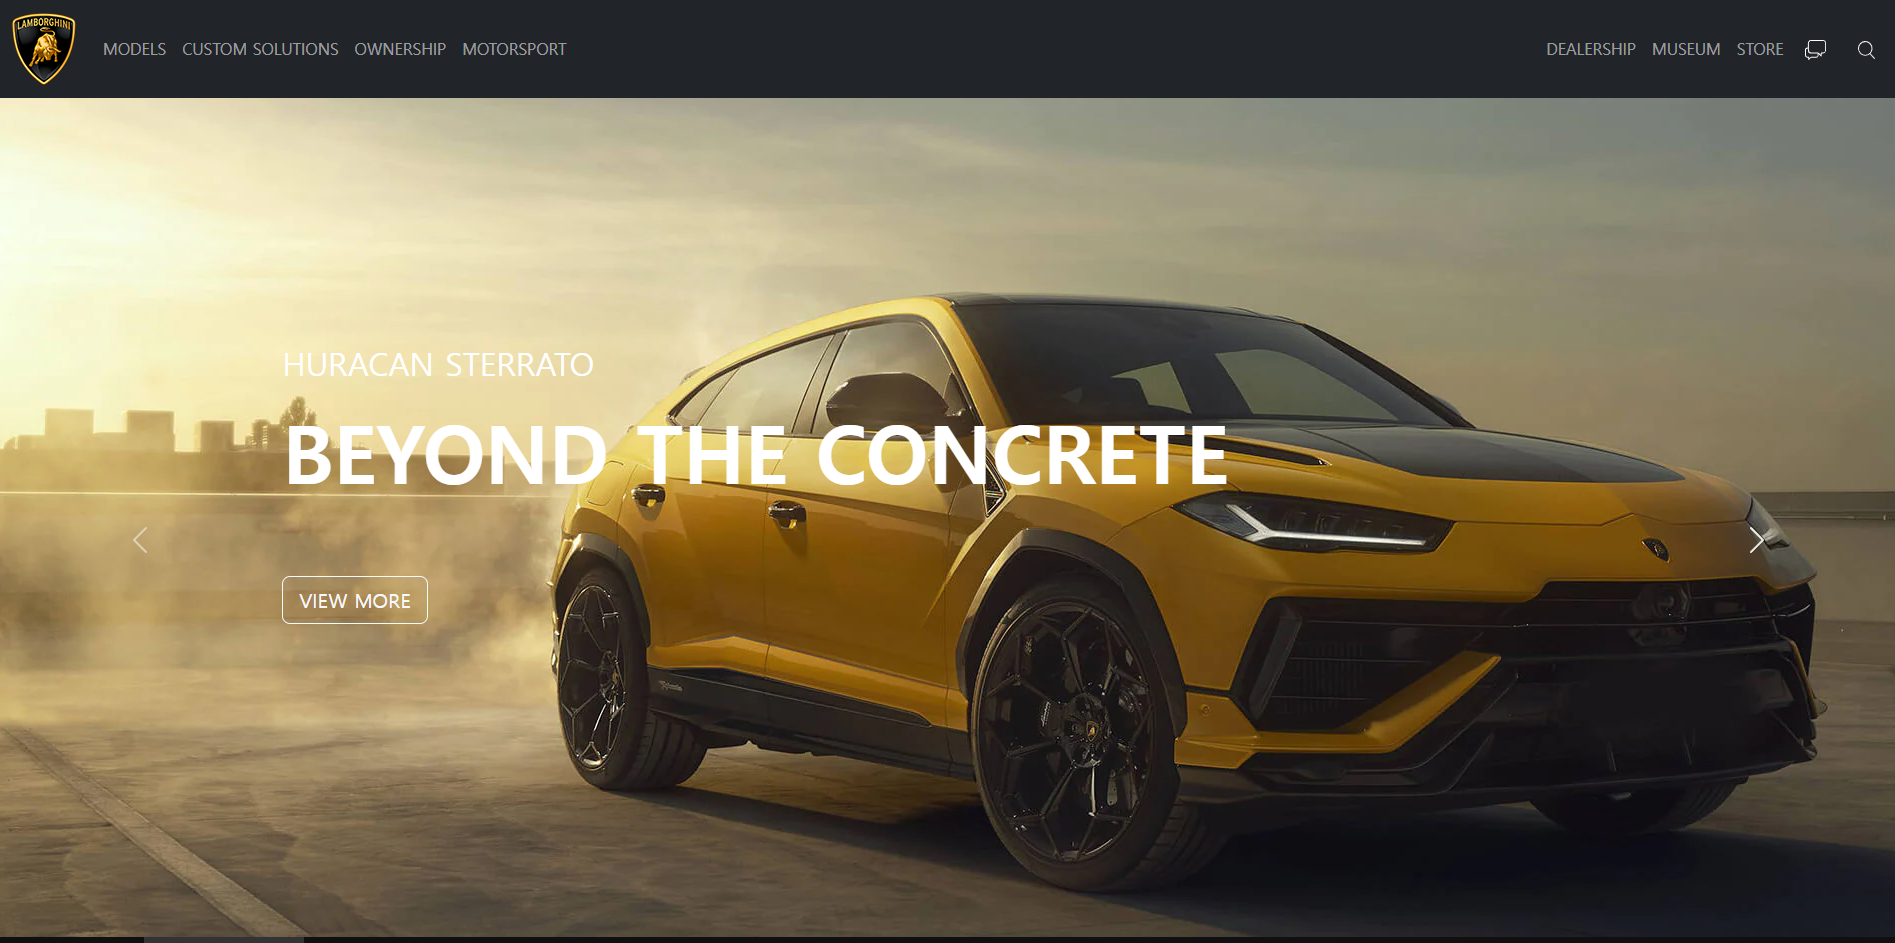 LAMBORGHINI
MODELS CUSTOM SOLUTIONS OWNERSHIP MOTORSPORT
DEALERSHIP MUSEUM STORE
HURACAN STERRATO
BEYOND THE CONCRETE
VIEW MORE